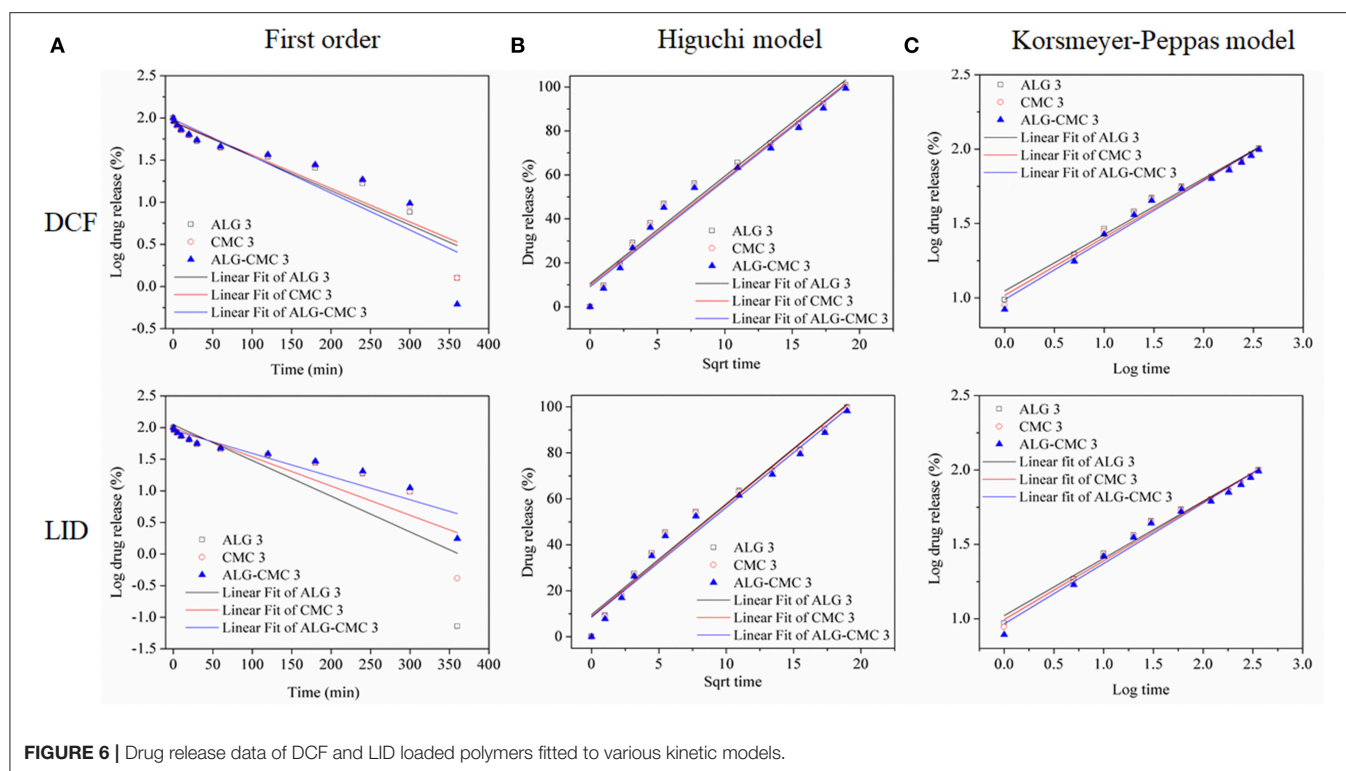 A First order
B Higuchi model
C Korsmeyer-Peppas model
DCF
Log drug release (%)
2.5
2.0
1.5
1.0
0.5
0.0
-0.5
ALG 3
CMC 3
ALG-CMC 3
Linear Fit of ALG 3
Linear Fit of CMC 3
Linear Fit of ALG-CMC 3
0 50 100 150 200 250 300 350 400
Time (min)
Drug release (%)
100
80
60
40
20
0
ALG 3
CMC 3
ALG-CMC 3
Linear Fit of ALG 3
Linear Fit of CMC 3
Linear Fit of ALG-CMC 3
0 5 10 15 20
Sqrt time
Log drug release (%)
2.5
2.0
1.5
1.0
ALG 3
CMC 3
ALG-CMC 3
Linear Fit of ALG 3
Linear Fit of CMC 3
Linear Fit of ALG-CMC 3
0.0 0.5 1.0 1.5 2.0 2.5 3.0
Log time
LID
Log drug release (%)
2.5
2.0
1.5
1.0
0.5
0.0
-0.5
-1.0
-1.5
ALG 3
CMC 3
ALG-CMC 3
Linear Fit of ALG 3
Linear Fit of CMC 3
Linear Fit of ALG-CMC 3
0 50 100 150 200 250 300 350 400
Time (min)
Drug release (%)
100
80
60
40
20
0
ALG 3
CMC 3
ALG-CMC 3
Linear Fit of ALG 3
Linear Fit of CMC 3
Linear Fit of ALG-CMC 3
0 5 10 15 20
Sqrt time
Log drug release (%)
2.5
2.0
1.5
1.0
ALG 3
CMC 3
ALG-CMC 3
Linear fit of ALG 3
Linear fit of CMC 3
Linear fit of ALG-CMC 3
0.0 0.5 1.0 1.5 2.0 2.5 3.0
Log time
FIGURE 6 | Drug release data of DCF and LID loaded polymers fitted to various kinetic models.